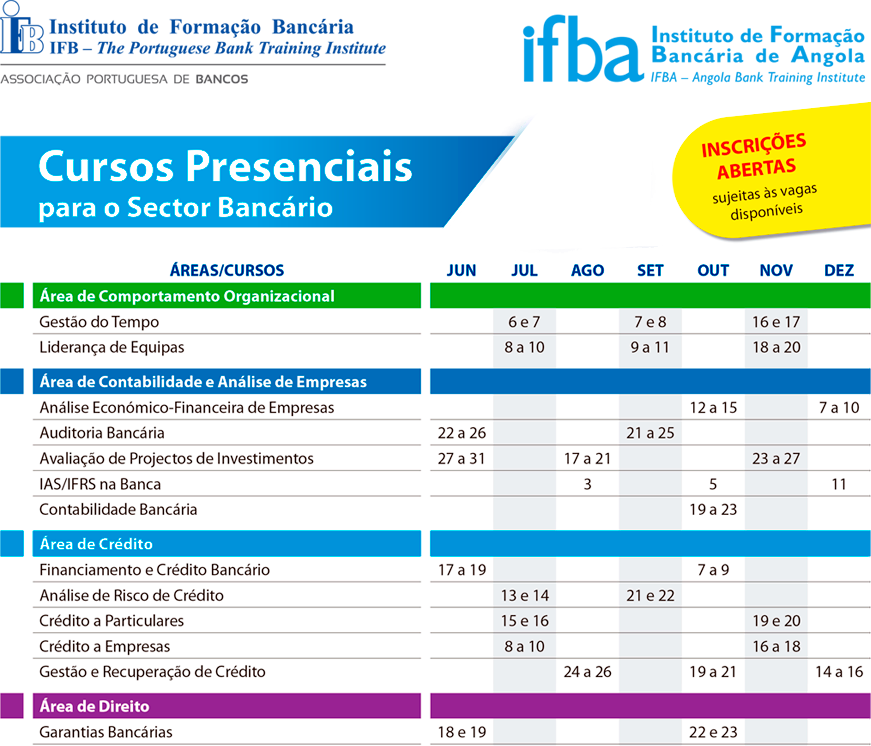 IFB
Instituto de Formação Bancária
IFB – The Portuguese Bank Training Institute
ASSOCIAÇÃO PORTUGUESA DE BANCOS
ifba
Instituto de Formação
Bancária de Angola
IFBA – Angola Bank Training Institute
Cursos Presenciais
para o Sector Bancário
INSCRIÇÕES
ABERTAS
sujeitas às vagas
disponíveis
ÁREAS/CURSOS JUN JUL AGO SET OUT NOV DEZ
Área de Comportamento Organizacional
Gestão do Tempo 6 e 7 7 e 8 16 e 17
Liderança de Equipas 8 a 10 9 a 11 18 a 20
Área de Contabilidade e Análise de Empresas
Análise Económico-Financeira de Empresas 12 a 15 7 a 10
Auditoria Bancária 22 a 26 21 a 25
Avaliação de Projectos de Investimentos 27 a 31 17 a 21 23 a 27
IAS/IFRS na Banca 3 5 11
Contabilidade Bancária 19 a 23
Área de Crédito
Financiamento e Crédito Bancário 17 a 19 7 a 9
Análise de Risco de Crédito 13 e 14 21 e 22
Crédito a Particulares 15 e 16 19 e 20
Crédito a Empresas 8 a 10 16 a 18
Gestão e Recuperação de Crédito 24 a 26 19 a 21 14 a 16
Área de Direito
Garantias Bancárias 18 e 19 22 e 23